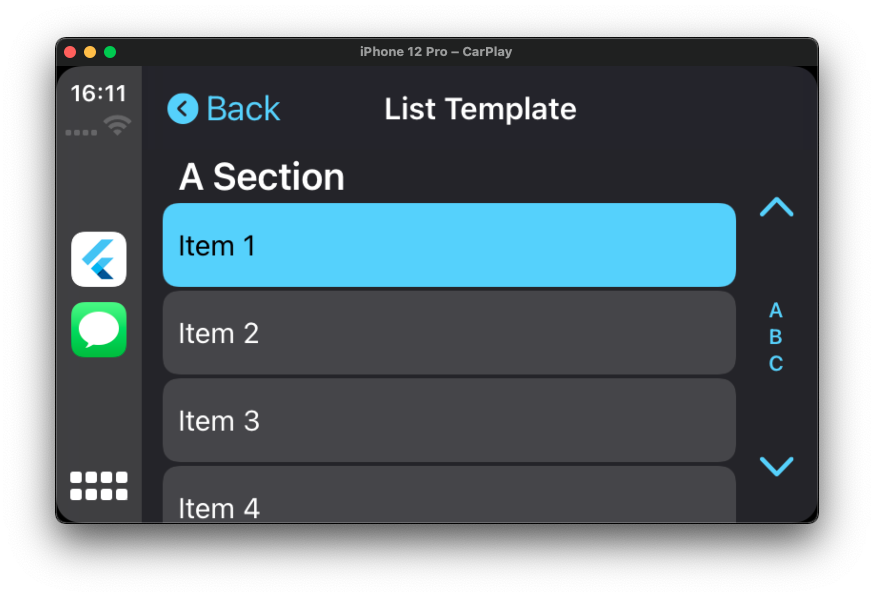 iPhone 12 Pro – CarPlay
16:11
Back
List Template
A Section
Item 1
Item 2
Item 3
Item 4
A
B
C